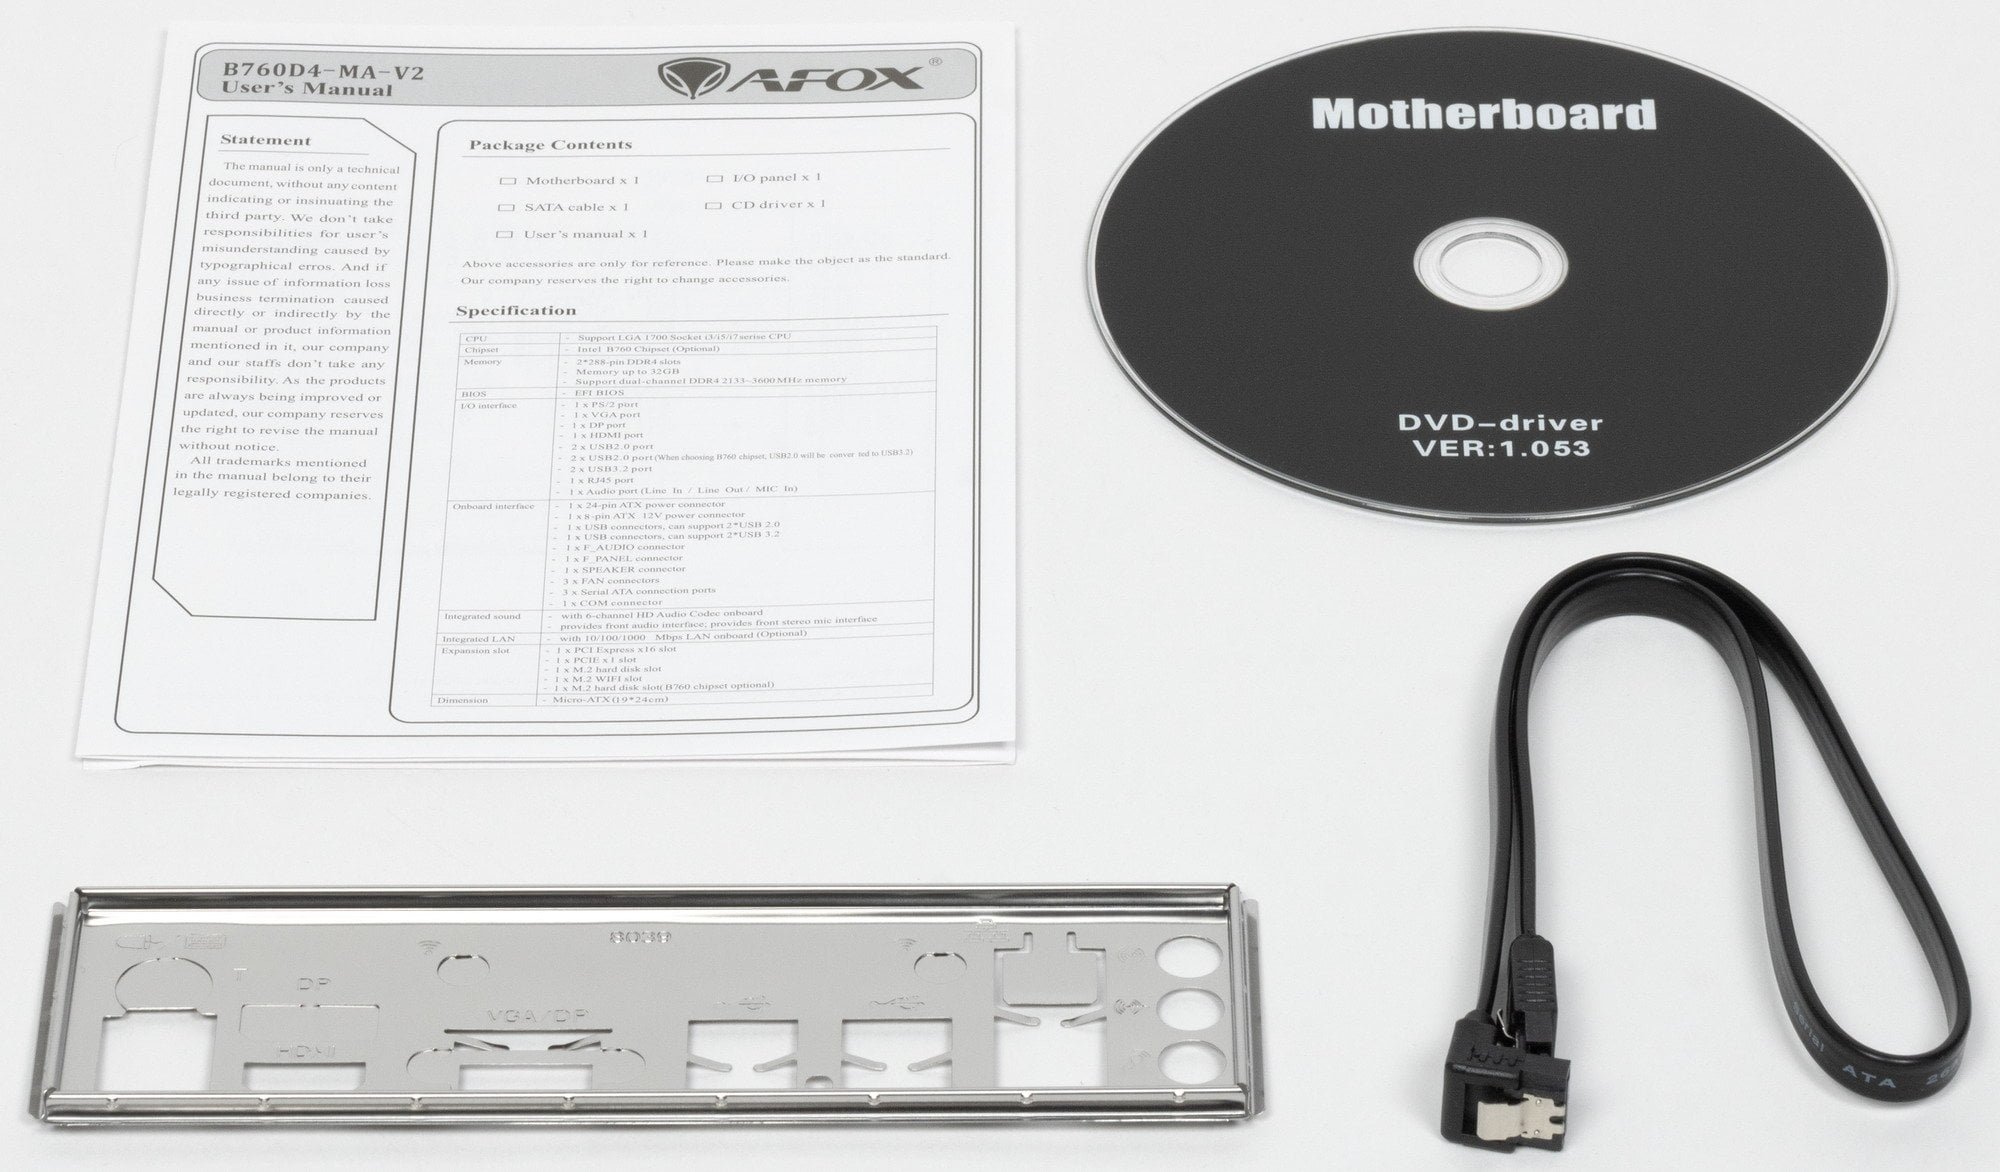 B760D4-MA-V2
User's Manual
AFOX®
Statement
The manual is only a technical
document, without any content
indicating or insinuating the
third party. We don't take
responsibilities for user's
misunderstanding caused by
typographical erros. And if
any issue of information loss
business termination caused
directly or indirectly by the
manual or product information
mentioned in it, our company
and our staffs don't take any
responsibility. As the products
are always being improved or
updated, our company reserves
the right to revise the manual
without notice.
All trademarks mentioned
in the manual belong to their
legally registered companies.
Package Contents
Motherboard x 1
I/O panel x 1
SATA cable x 1
CD driver x 1
User's manual x 1
Above accessories are only for reference. Please make the object as the standard.
Our company reserves the right to change accessories.
Specification
CPU - Support LGA 1700 Socket i3/i5/i7serise CPU
Chipset - Intel B760 Chipset (Optional)
Memory - 2*288-pin DDR4 slots
- Memory up to 32GB
- Support dual-channel DDR4 2133~3600MHz memory
BIOS - EFI BIOS
I/O interface - 1 x PS/2 port
- 1 x VGA port
- 1 x DP port
- 1 x HDMI port
- 2 x USB2.0 port
- 2 x USB2.0 port (When choosing B760 chipset, USB2.0 will be conver ted to USB3.2)
- 2 x USB3.2 port
- 1 x RJ45 port
- 1 x Audio port (Line In / Line Out / MIC In)
Onboard interface - 1 x 24-pin ATX power connector
- 1 x 8-pin ATX 12V power connector
- 1 x USB connectors, can support 2*USB 2.0
- 1 x USB connectors, can support 2*USB 3.2
- 1 x F_AUDIO connector
- 1 x F_PANEL connector
- 1 x SPEAKER connector
- 3 x FAN connectors
- 3 x Serial ATA connection ports
- 1 x COM connector
Integrated sound - with 6-channel HD Audio Codec onboard
- provides front audio interface; provides front stereo mic interface
Integrated LAN - with 10/100/1000 Mbps LAN onboard (Optional)
Expansion slot - 1 x PCI Express x16 slot
- 1 x PCIE x1 slot
- 1 x M.2 hard disk slot
- 1 x M.2 WIFI slot
- 1 x M.2 hard disk slot( B760 chipset optional)
Dimension - Micro-ATX (19*24cm)
Motherboard
DVD-driver
VER:1.053
8039
DP
VGA/DP
HDMI
Serial ATA